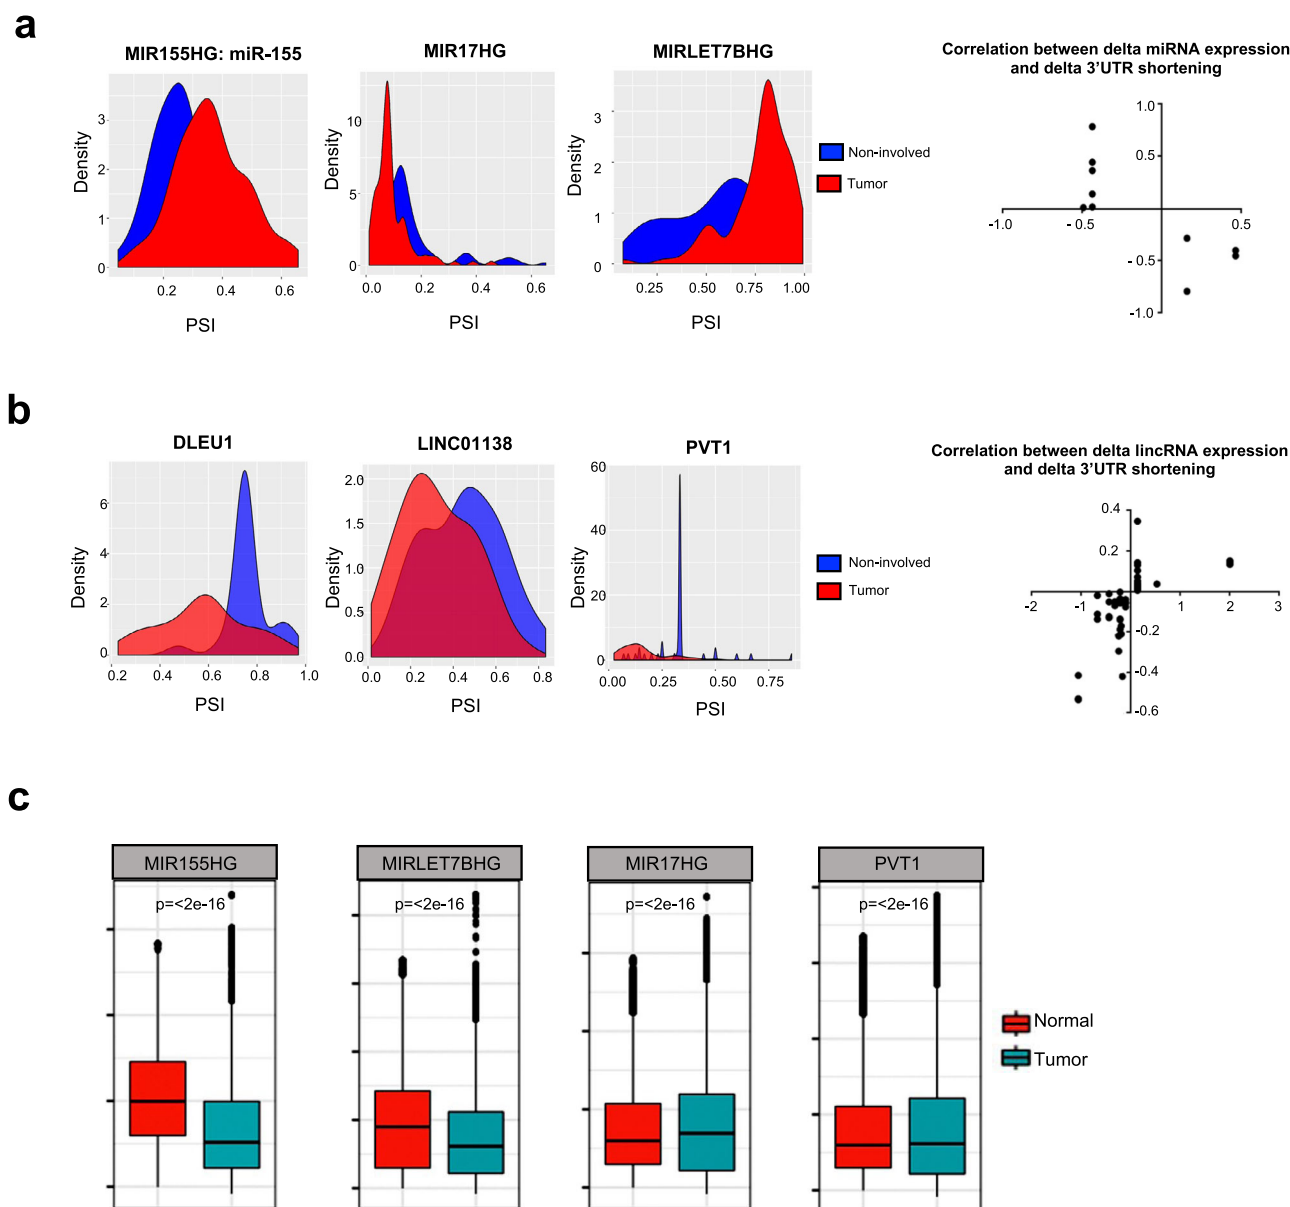 a
MIR155HG: miR-155
MIR17HG
MIRLET7BHG
Correlation between delta miRNA expression
and delta 3’UTR shortening
Density
3
2
1
0
0.2
0.4
0.6
PSI
Density
10
5
0
0.0
0.2
0.4
0.6
PSI
Density
3
2
1
0
0.25
0.50
0.75
1.00
PSI
Non-involved
Tumor
1.0
0.5
-1.0
-0.5
0.5
-0.5
-1.0
b
DLEU1
LINC01138
PVT1
Correlation between delta lincRNA expression
and delta 3’UTR shortening
Density
6
4
2
0
0.2
0.4
0.6
0.8
1.0
PSI
Density
2.0
1.5
1.0
0.5
0.0
0.0
0.2
0.4
0.6
0.8
PSI
Density
60
40
20
0
0.00
0.25
0.50
0.75
PSI
Non-involved
Tumor
0.4
0.2
-2
-1
1
2
3
-0.2
-0.4
-0.6
c
MIR155HG
MIRLET7BHG
MIR17HG
PVT1
p=<2e-16
p=<2e-16
p=<2e-16
p=<2e-16
Normal
Tumor